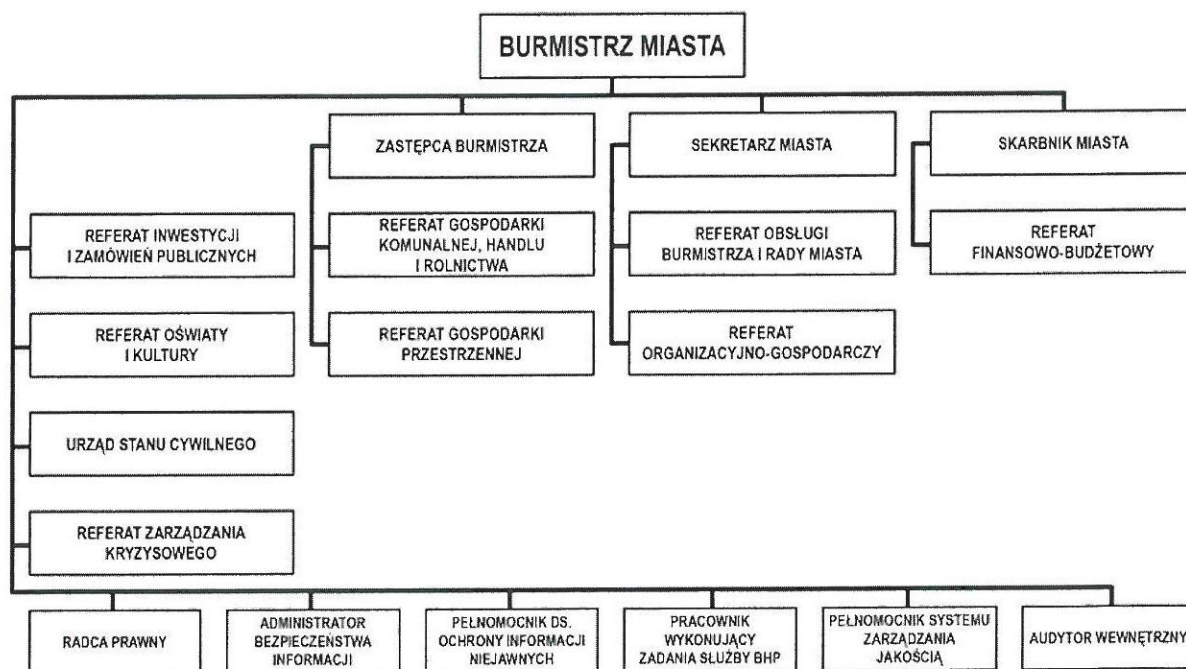 BURMISTRZ MIASTA
ZASTĘPCA BURMISTRZA
SEKRETARZ MIASTA
SKARBNIK MIASTA
REFERAT INWESTYCJI
I ZAMÓWIEŃ PUBLICZNYCH
REFERAT GOSPODARKI
KOMUNALNEJ, HANDLU
I ROLNICTWA
REFERAT OBSŁUGI
BURMISTRZA I RADY MIASTA
REFERAT
FINANSOWO-BUDŻETOWY
REFERAT OŚWIATY
I KULTURY
REFERAT GOSPODARKI
PRZESTRZENNEJ
REFERAT
ORGANIZACYJNO-GOSPODARCZY
URZĄD STANU CYWILNEGO
REFERAT ZARZĄDZANIA
KRYZYSOWEGO
RADCA PRAWNY
ADMINISTRATOR
BEZPIECZEŃSTWA
INFORMACJI
PEŁNOMOCNIK DS.
OCHRONY INFORMACJI
NIEJAWNYCH
PRACOWNIK
WYKONUJĄCY
ZADANIA SŁUŻBY BHP
PEŁNOMOCNIK SYSTEMU
ZARZĄDZANIA
JAKOŚCIĄ
AUDYTOR WEWNĘTRZNY